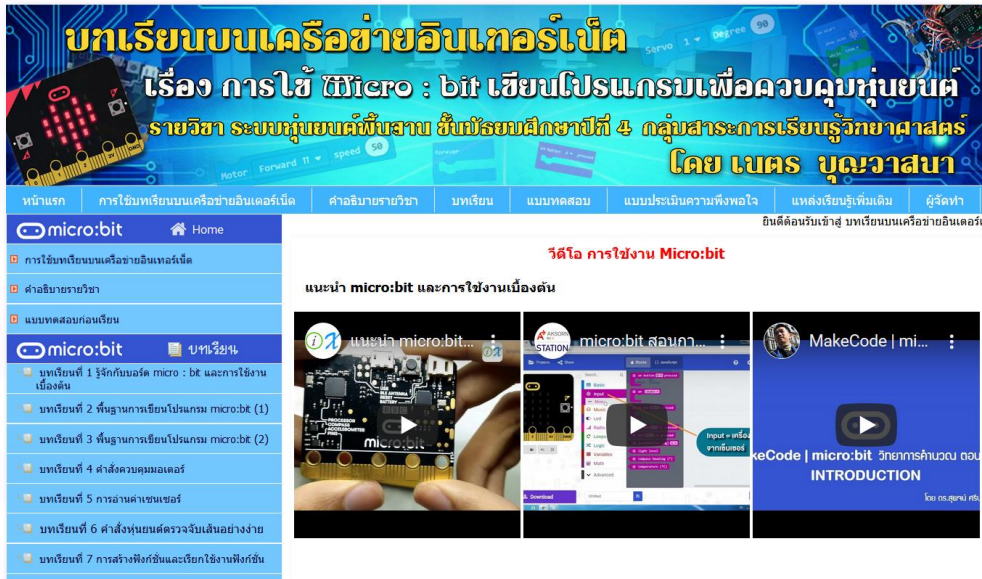 บทเรียนบนเครือข่ายอินเทอร์เน็ต
เรื่อง การใช้ Micro : bit เขียนโปรแกรมเพื่อควบคุมหุ่นยนต์
รายวิชา ระบบหุ่นยนต์พื้นฐาน ชั้นมัธยมศึกษาปีที่ 4 กลุ่มสาระการเรียนรู้วิทยาศาสตร์
โดย เนตร บุญวาสนา
Servo 1 Degree 90
Motor Forward 11 speed 50
หน้าแรก การใช้บทเรียนบนเครือข่ายอินเตอร์เน็ต คำอธิบายรายวิชา บทเรียน แบบทดสอบ แบบประเมินความพึงพอใจ แหล่งเรียนรู้เพิ่มเติม ผู้จัดทำ
ยินดีต้อนรับเข้าสู่ บทเรียนบนเครือข่ายอินเตอร์เ
micro:bit Home
การใช้บทเรียนบนเครือข่ายอินเทอร์เน็ต
คำอธิบายรายวิชา
แบบทดสอบก่อนเรียน
micro:bit บทเรียน
บทเรียนที่ 1 รู้จักกับบอร์ด micro : bit และการใช้งาน
เบื้องต้น
บทเรียนที่ 2 พื้นฐานการเขียนโปรแกรม micro:bit (1)
บทเรียนที่ 3 พื้นฐานการเขียนโปรแกรม micro:bit (2)
บทเรียนที่ 4 คำสั่งควบคุมมอเตอร์
บทเรียนที่ 5 การอ่านค่าเซนเซอร์
บทเรียนที่ 6 คำสั่งหุ่นยนต์ตรวจจับเส้นอย่างง่าย
บทเรียนที่ 7 การสร้างฟังก์ชั่นและเรียกใช้งานฟังก์ชั่น
วีดีโอ การใช้งาน Micro:bit
แนะนำ micro:bit และการใช้งานเบื้องต้น
แนะนำ micro:bit...
BLE ANTENNA
RESET
BATTERY
PROCESSOR
COMPASS
ACCELEROMETER
PINS
micro:bit
AKSORN
STATION
micro:bit สอนกา...
Projects Share Blocks JavaScript
Search...
Basic
Input
Music
Led
Radio
Loops
Logic
Variables
Math
Advanced
Input = เครื่อง
จากเซ็นเซอร์
Download Untitled
MakeCode | mi...
keCode | micro:bit วิทยาการคำนวณ ตอน
INTRODUCTION